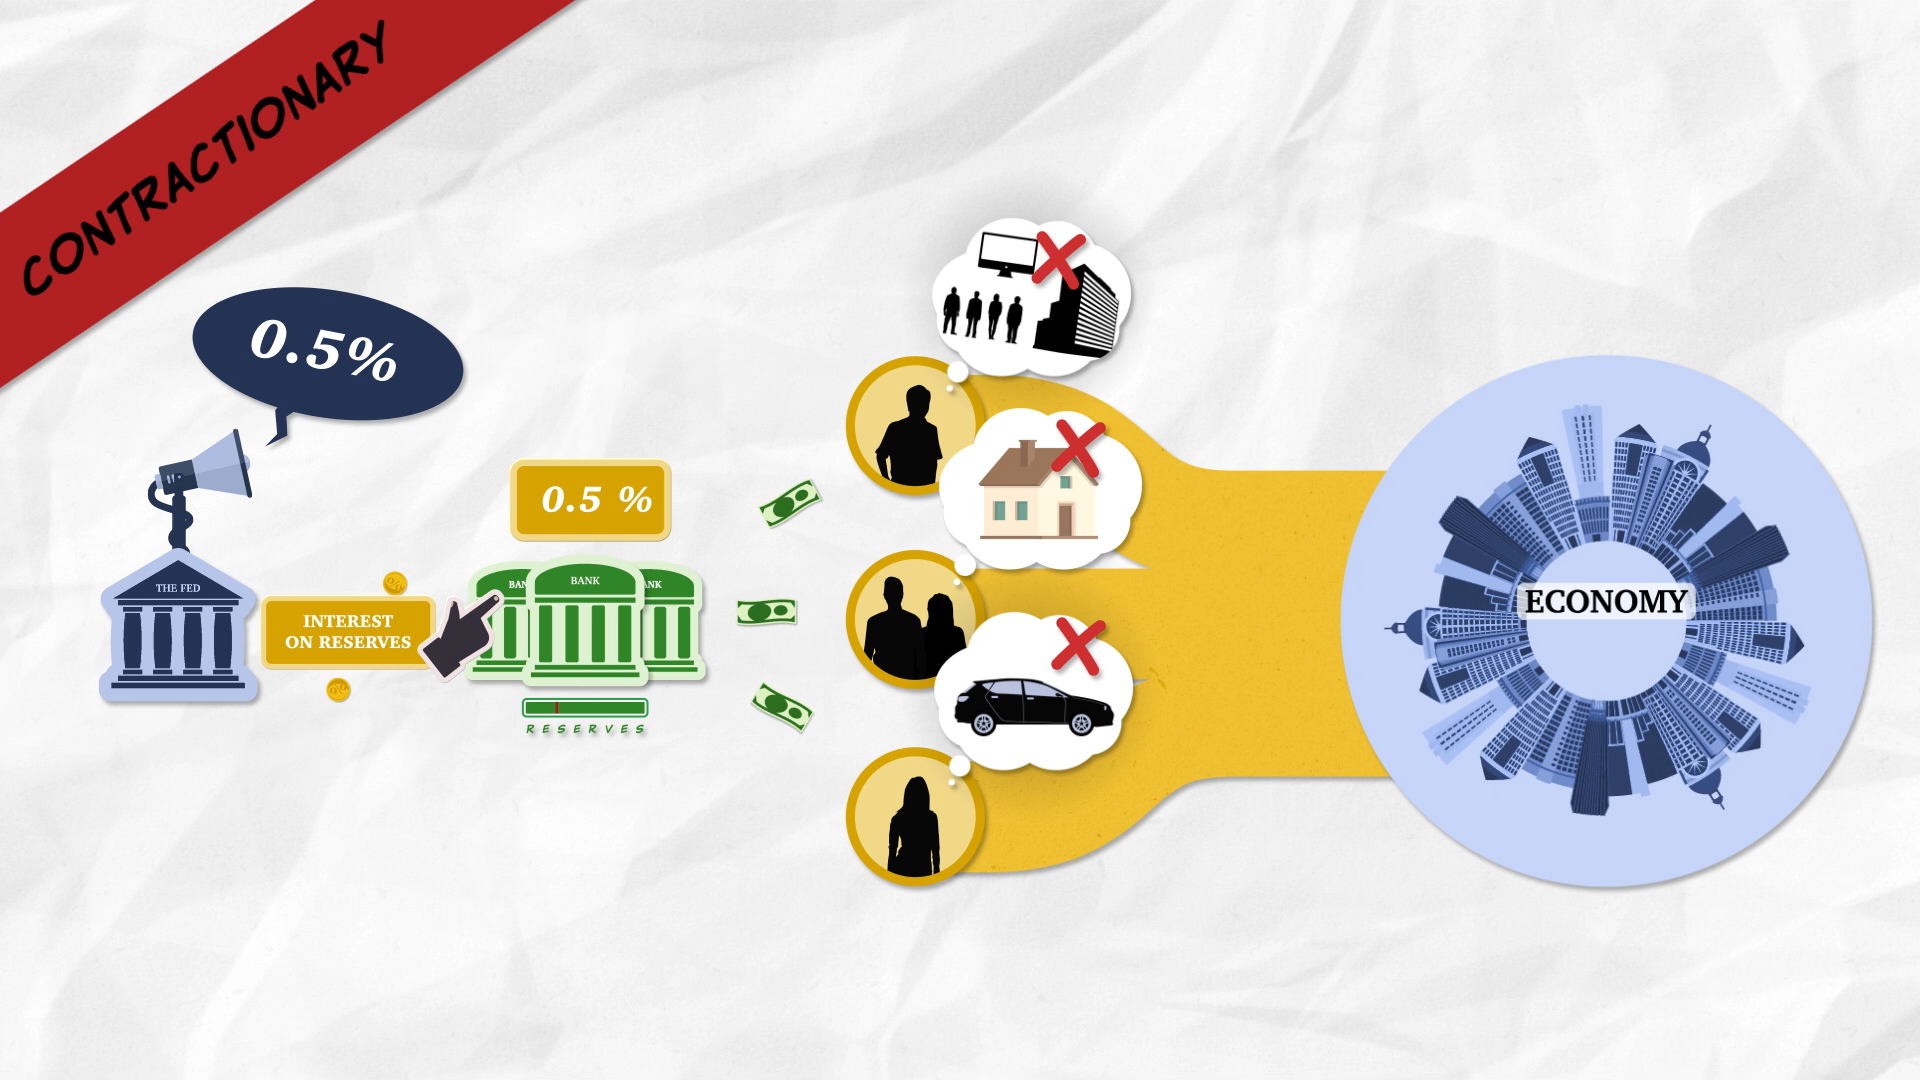 CONTRACTIONARY
0.5%
0.5 %
THE FED
INTEREST
ON RESERVES
BANK
RESERVES
ECONOMY